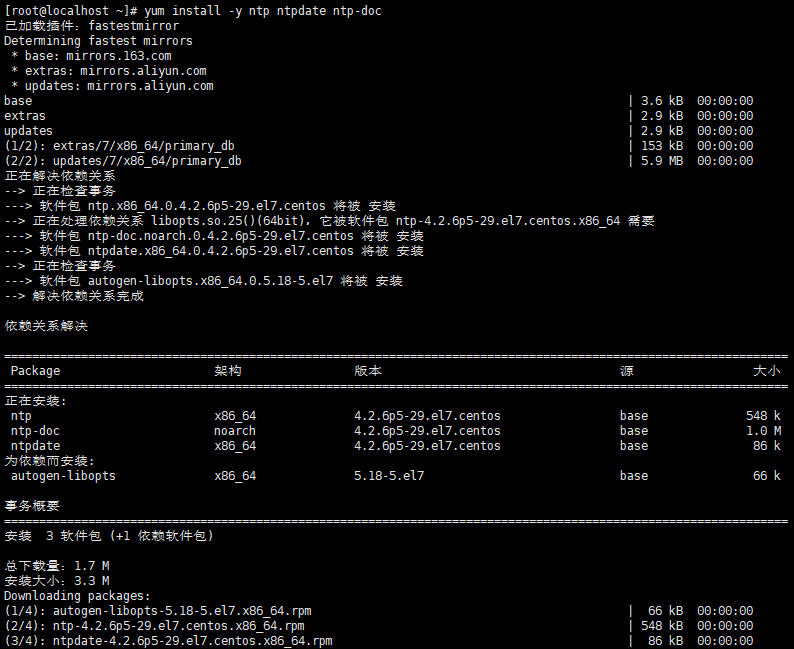 [root@localhost ~]# yum install -y ntp ntpdate ntp-doc
已加载插件：fastestmirror
Determining fastest mirrors
 * base: mirrors.163.com
 * extras: mirrors.aliyun.com
 * updates: mirrors.aliyun.com
base | 3.6 kB 00:00:00
extras | 2.9 kB 00:00:00
updates | 2.9 kB 00:00:00
(1/2): extras/7/x86_64/primary_db | 153 kB 00:00:00
(2/2): updates/7/x86_64/primary_db | 5.9 MB 00:00:00
正在解决依赖关系
--> 正在检查事务
---> 软件包 ntp.x86_64.0.4.2.6p5-29.el7.centos 将被 安装
--> 正在处理依赖关系 libopts.so.25()(64bit)，它被软件包 ntp-4.2.6p5-29.el7.centos.x86_64 需要
---> 软件包 ntp-doc.noarch.0.4.2.6p5-29.el7.centos 将被 安装
---> 软件包 ntpdate.x86_64.0.4.2.6p5-29.el7.centos 将被 安装
--> 正在检查事务
---> 软件包 autogen-libopts.x86_64.0.5.18-5.el7 将被 安装
--> 解决依赖关系完成
依赖关系解决
================================================================================
Package 架构 版本 源 大小
================================================================================
正在安装:
ntp x86_64 4.2.6p5-29.el7.centos base 548 k
ntp-doc noarch 4.2.6p5-29.el7.centos base 1.0 M
ntpdate x86_64 4.2.6p5-29.el7.centos base 86 k
为依赖而安装:
autogen-libopts x86_64 5.18-5.el7 base 66 k
事务概要
================================================================================
安装 3 软件包 (+1 依赖软件包)
总下载量：1.7 M
安装大小：3.3 M
Downloading packages:
(1/4): autogen-libopts-5.18-5.el7.x86_64.rpm | 66 kB 00:00:00
(2/4): ntp-4.2.6p5-29.el7.centos.x86_64.rpm | 548 kB 00:00:00
(3/4): ntpdate-4.2.6p5-29.el7.centos.x86_64.rpm | 86 kB 00:00:00